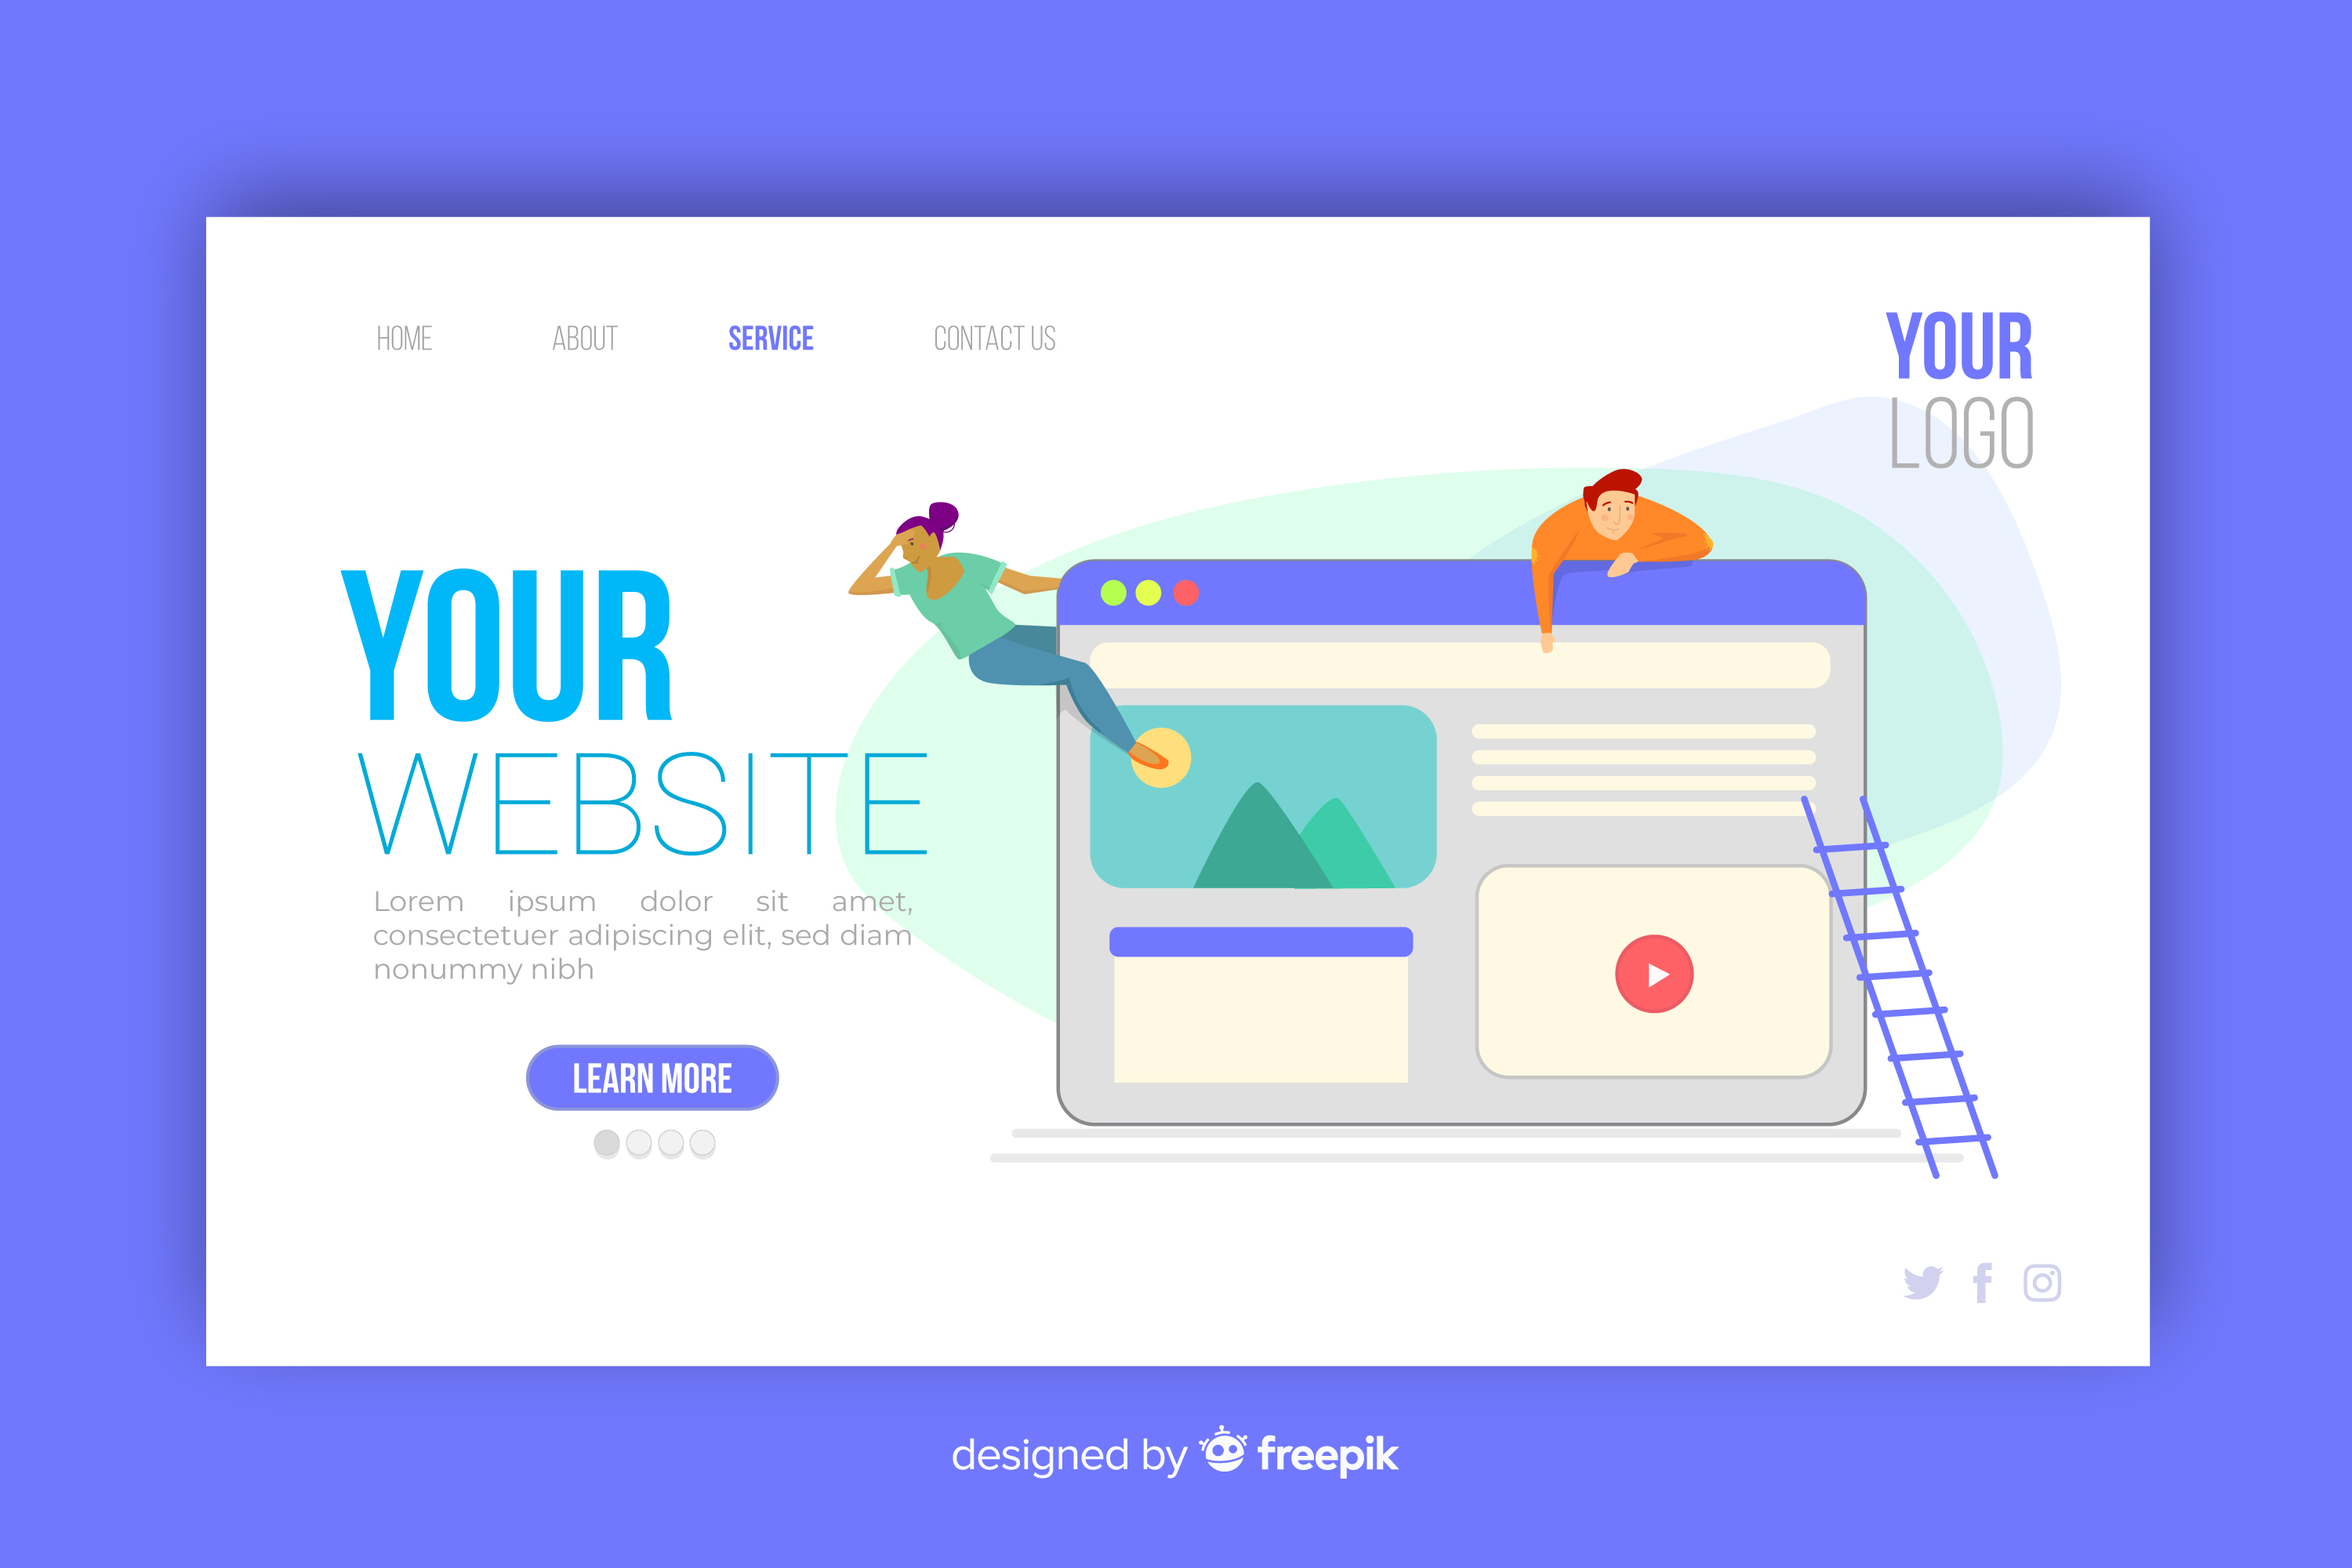 HOME ABOUT SERVICE CONTACT US
YOUR
LOGO
YOUR
WEBSITE
Lorem ipsum dolor sit amet,
consectetuer adipiscing elit, sed diam
nonummy nibh
LEARN MORE
designed by freepik